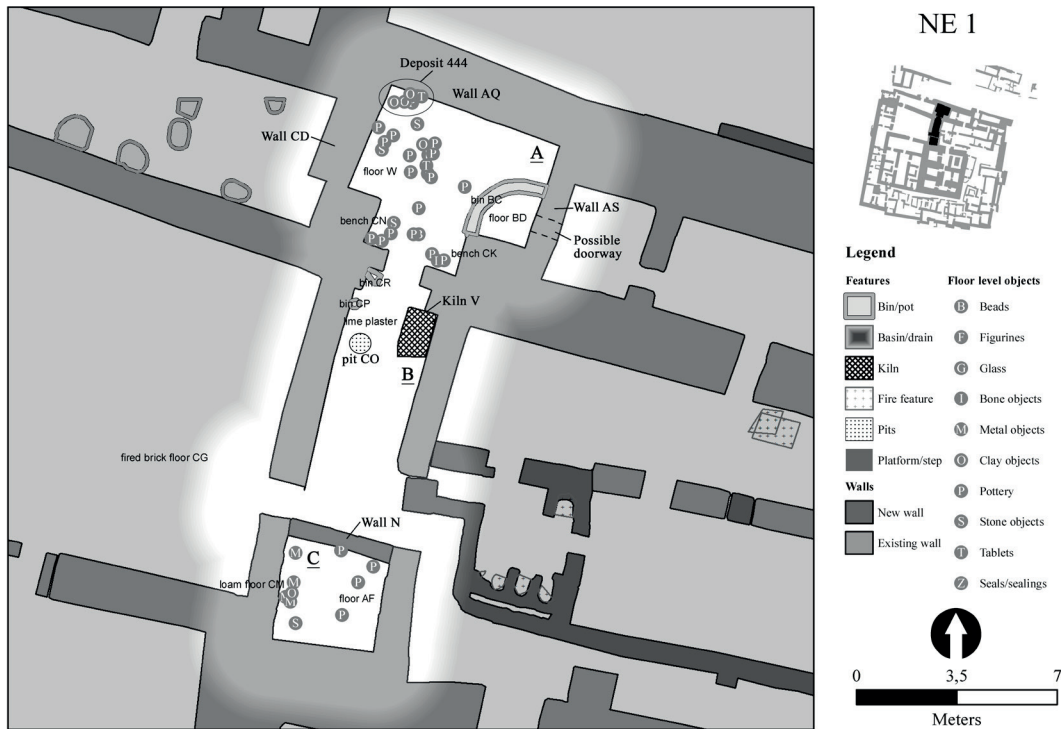 NE 1
Deposit 444
Wall AQ
Wall CD
A
floor W
bin BC
floor BD
Wall AS
bench CN
Possible
doorway
bench CK
bin CR
bin CP
Kiln V
lime plaster
pit CO
B
fired brick floor CG
Wall N
C
loam floor CM
floor AF
Legend
Features
Bin/pot
Basin/drain
Kiln
Fire feature
Pits
Platform/step
Walls
New wall
Existing wall
Floor level objects
B Beads
F Figurines
G Glass
I Bone objects
M Metal objects
O Clay objects
P Pottery
S Stone objects
T Tablets
Z Seals/sealings
0 3,5 7
Meters